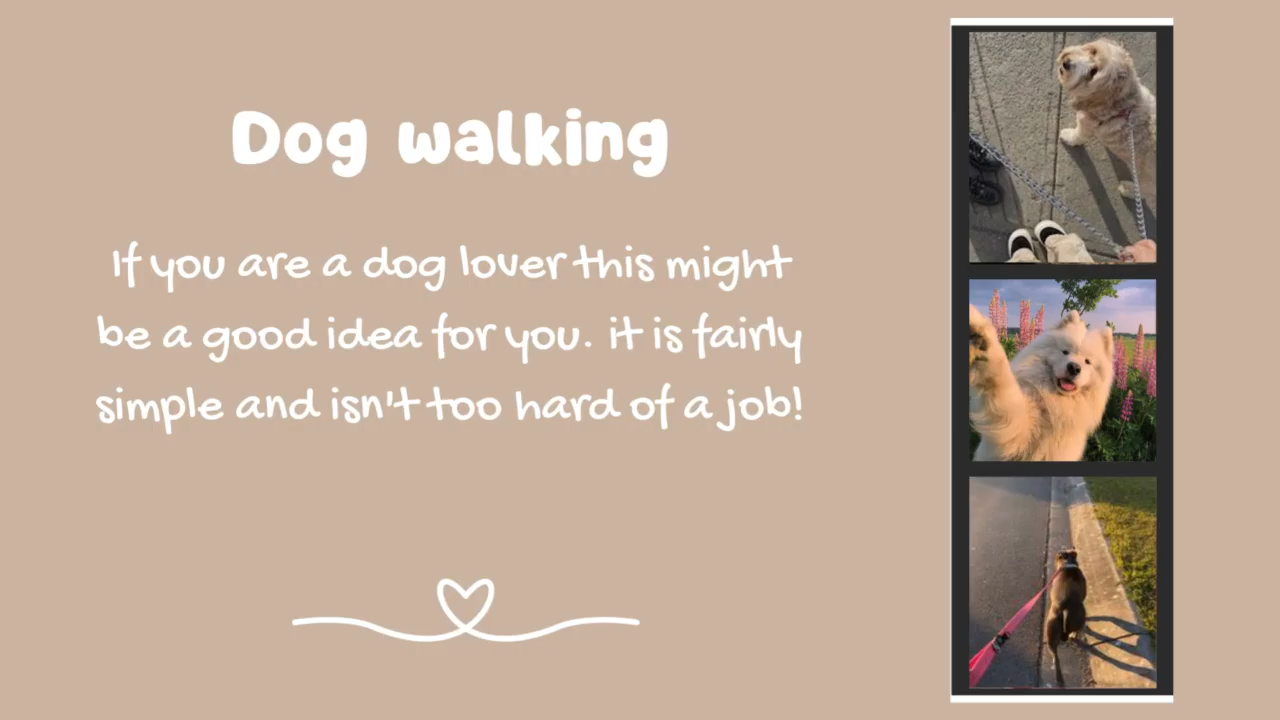 Dog walking
If you are a dog lover this might
be a good idea for you. it is fairly
simple and isn't too hard of a job!